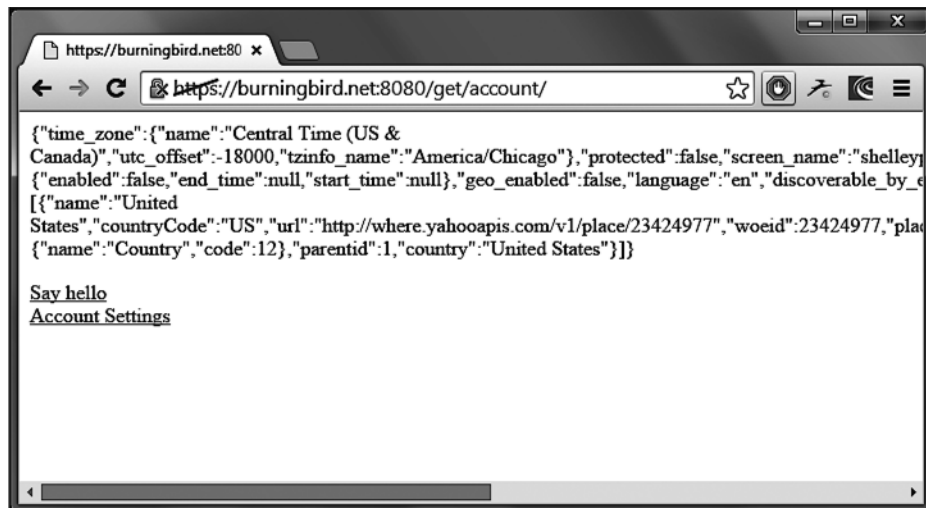 https://burningbird.net:80
https://burningbird.net:8080/get/account/
{"time_zone":{"name":"Central Time (US &
Canada)","utc_offset":-18000,"tzinfo_name":"America/Chicago"},"protected":false,"screen_name":"shelley
{"enabled":false,"end_time":null,"start_time":null},"geo_enabled":false,"language":"en","discoverable_by_
[{"name":"United
States","countryCode":"US","url":"http://where.yahooapis.com/v1/place/23424977","woeid":23424977,"plac
{"name":"Country","code":12},"parentid":1,"country":"United States"}]}
Say hello
Account Settings